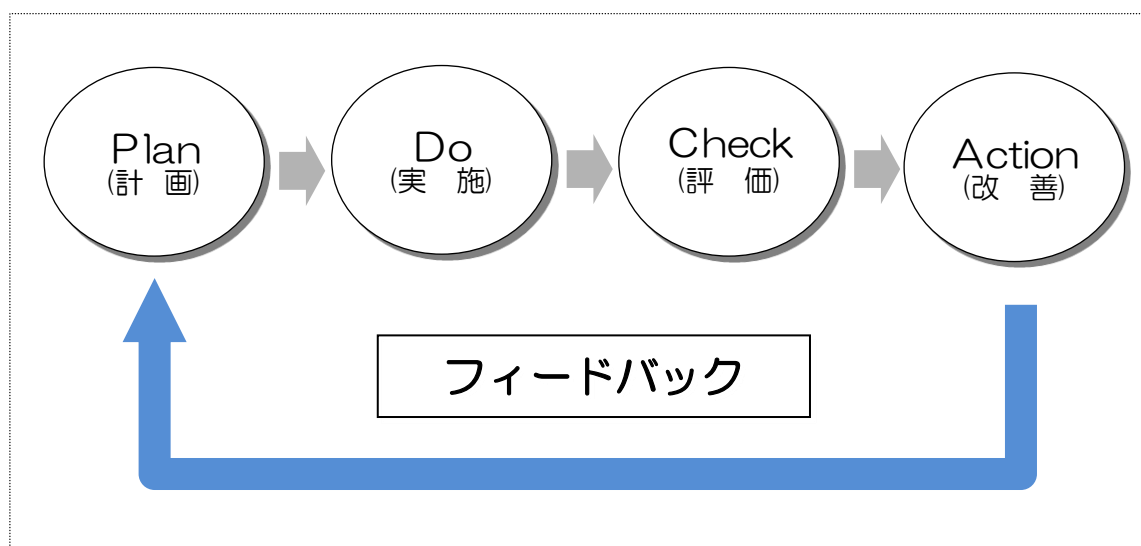 Plan
(計 画)
Do
(実 施)
Check
(評 価)
Action
(改 善)
フィードバック